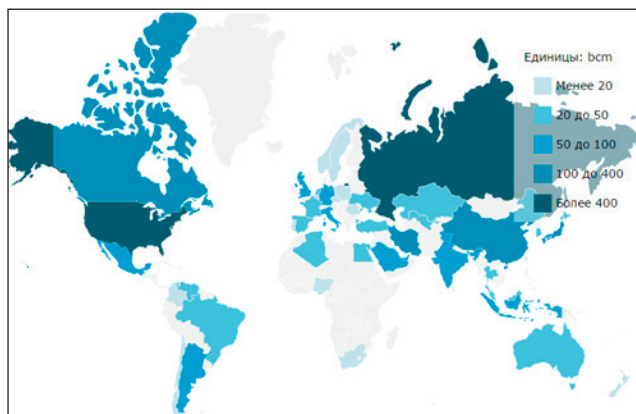 Единицы: bcm
Менее 20
20 до 50
50 до 100
100 до 400
Более 400